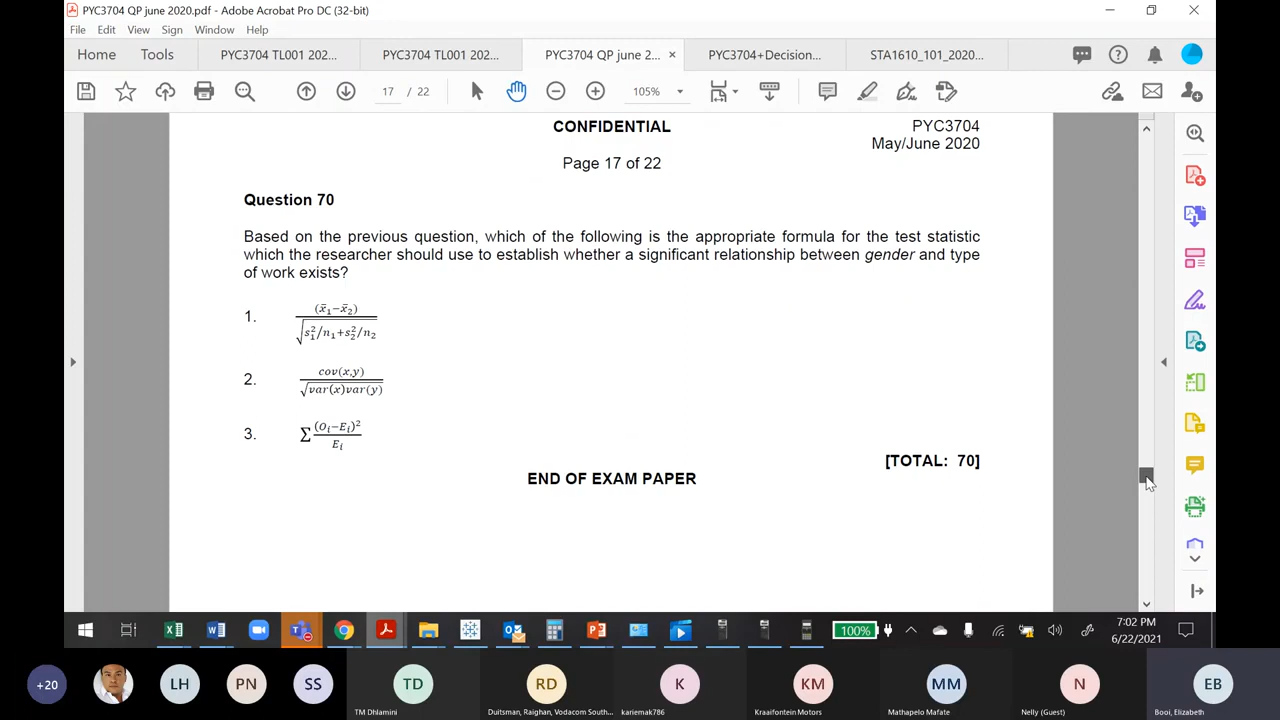 PYC3704 QP june 2020.pdf - Adobe Acrobat Pro DC (32-bit)
File Edit View Sign Window Help
Home Tools PYC3704 TL001 202... PYC3704 TL001 202... PYC3704 QP june 2... × PYC3704+Decision... STA1610_101_2020...
17 / 22 105%
CONFIDENTIAL PYC3704
May/June 2020
Page 17 of 22
Question 70
Based on the previous question, which of the following is the appropriate formula for the test statistic
which the researcher should use to establish whether a significant relationship between gender and type
of work exists?
1. (x̄₁−x̄₂) / √(s₁²/n₁+s₂²/n₂)
2. cov(x,y) / √(var(x)var(y))
3. ∑ (Oᵢ−Eᵢ)² / Eᵢ
[TOTAL: 70]
END OF EXAM PAPER
100% 7:02 PM
6/22/2021
+20 LH PN SS TD RD K KM MM N EB
TM Dhlamini Duitsman, Raighan, Vodacom South... kariemak786 Kraaifontein Motors Mathapelo Mafate Nelly (Guest) Booi, Elizabeth